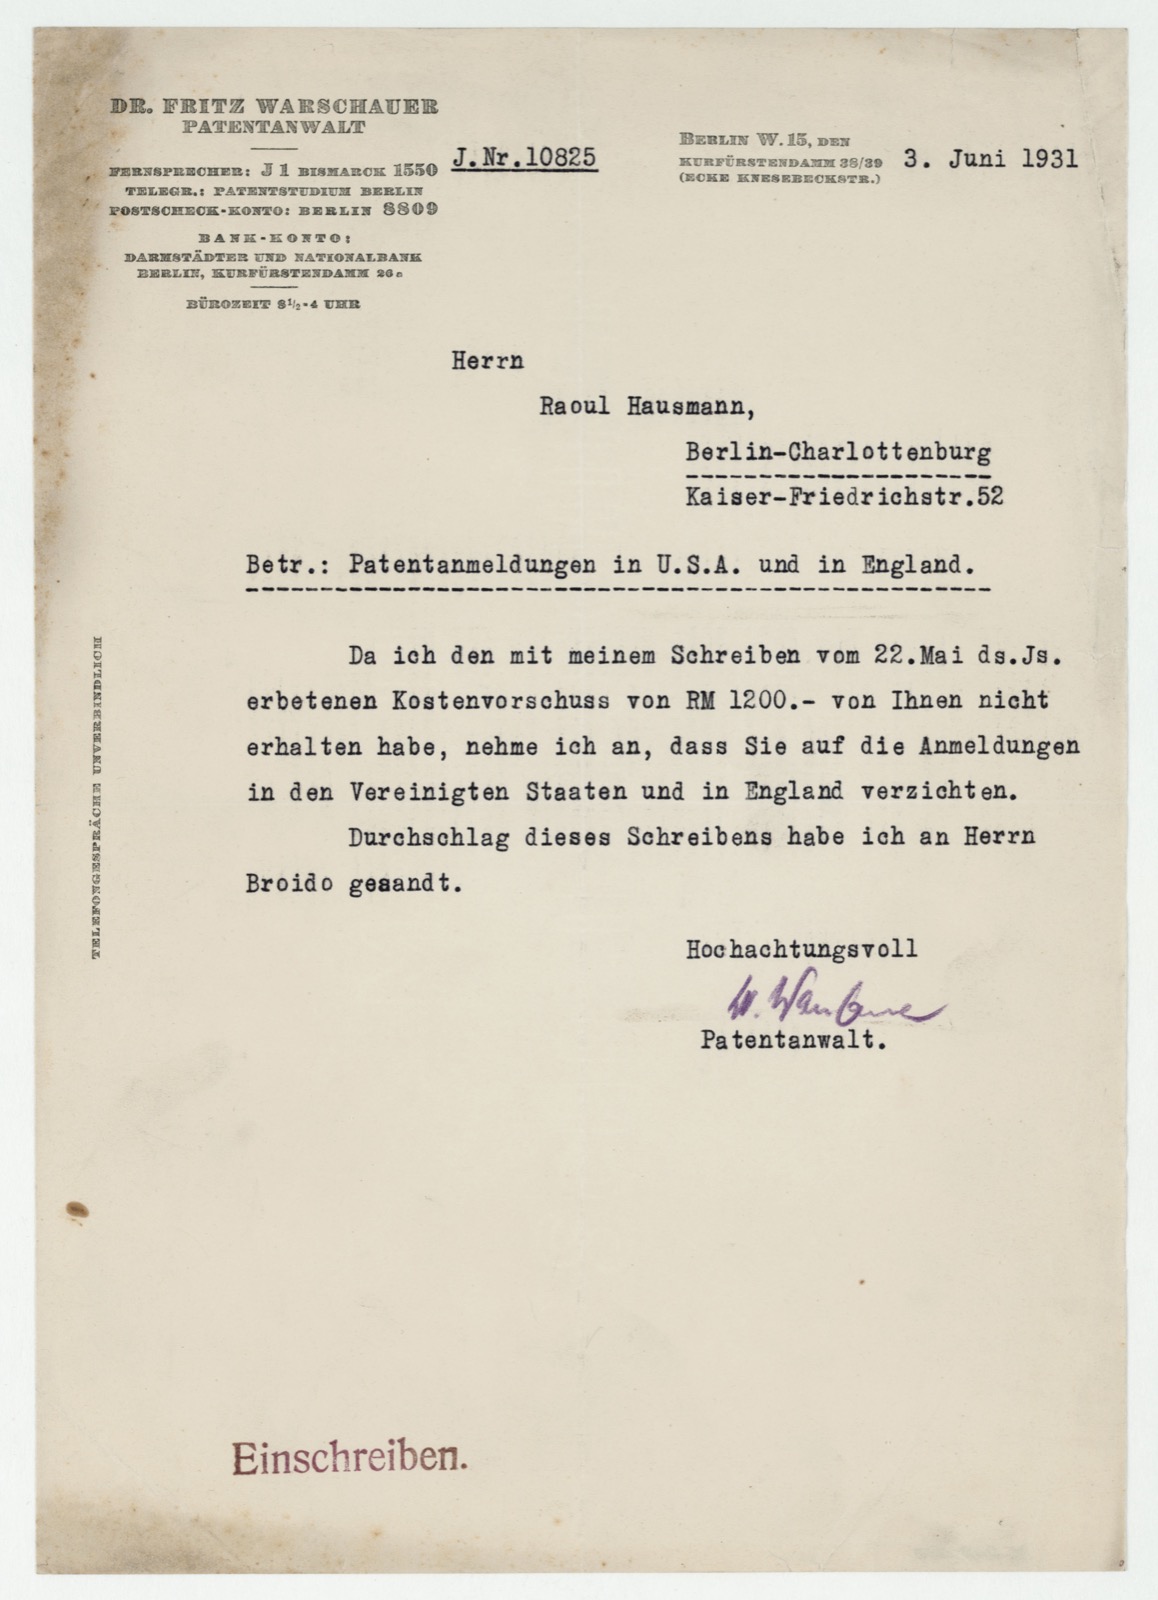 DR. FRITZ WARSCHAUER
PATENTANWALT
FERNSPRECHER: J 1 BISMARCK 1550
TELEGR.: PATENTSTUDIUM BERLIN
POSTSCHECK-KONTO: BERLIN 8809
BANK-KONTO:
DARMSTÄDTER UND NATIONALBANK
BERLIN, KURFÜRSTENDAMM
BÜROZEIT 8½-4 UHR
J.Nr.10825
BERLIN W. 15, DEN
KURFÜRSTENDAMM 38/39
(ECKE KNESEBECKSTR.)
3. Juni 1931
Herrn
Raoul Hausmann,
Berlin-Charlottenburg
Kaiser-Friedrichstr.52
Betr.: Patentanmeldungen in U.S.A. und in England.
Da ich den mit meinem Schreiben vom 22.Mai ds.Js.
erbetenen Kostenvorschuss von RM 1200.- von Ihnen nicht
erhalten habe, nehme ich an, dass Sie auf die Anmeldungen
in den Vereinigten Staaten und in England verzichten.
Durchschlag dieses Schreibens habe ich an Herrn
Broido gesandt.
TELEFONGESPRÄCHE UNVERBINDLICH
Hochachtungsvoll
Patentanwalt.
Einschreiben.